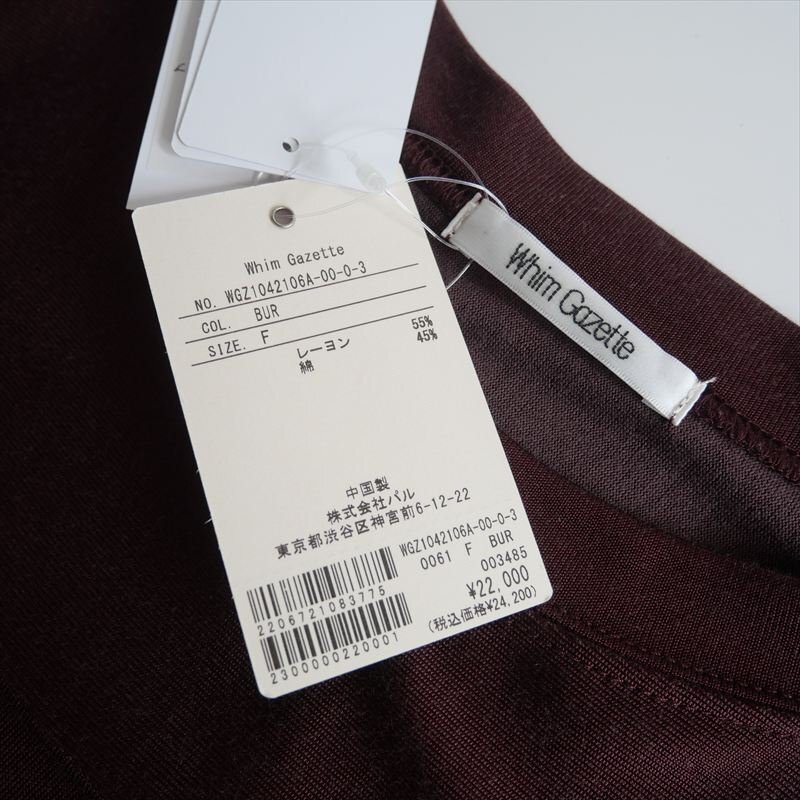 Whim Gazette
NO. WGZ1042106A-00-0-3
COL. BUR
SIZE. F
レーヨン 55%
綿 45%
中国製
株式会社パル
東京都渋谷区神宮前6-12-22
WGZ1042106A-00-0-3
0061 F BUR
003485
2206721083775
¥22,000
(税込価格¥24,200)
2300000220001
Whim Gazette